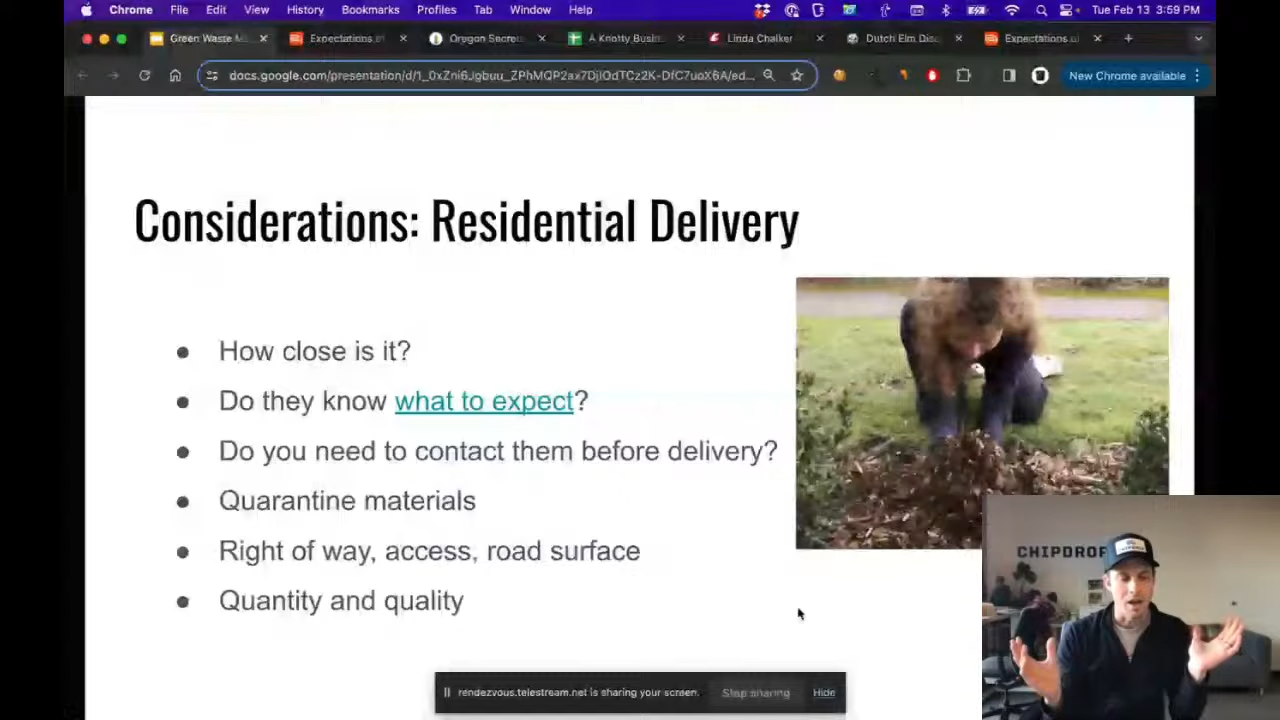 Chrome File Edit View History Bookmarks Profiles Tab Window Help Tue Feb 13 3:59 PM
Green Waste M Expectations Oregon Secre A Knotty Busin Linda Chalker Dutch Elm Dis Expectations
docs.google.com/presentation/d/ New Chrome available
Considerations: Residential Delivery
How close is it?
Do they know what to expect?
Do you need to contact them before delivery?
Quarantine materials
Right of way, access, road surface
Quantity and quality
CHIPDROP
rendezvous.telestream.net is sharing your screen. Stop sharing Hide